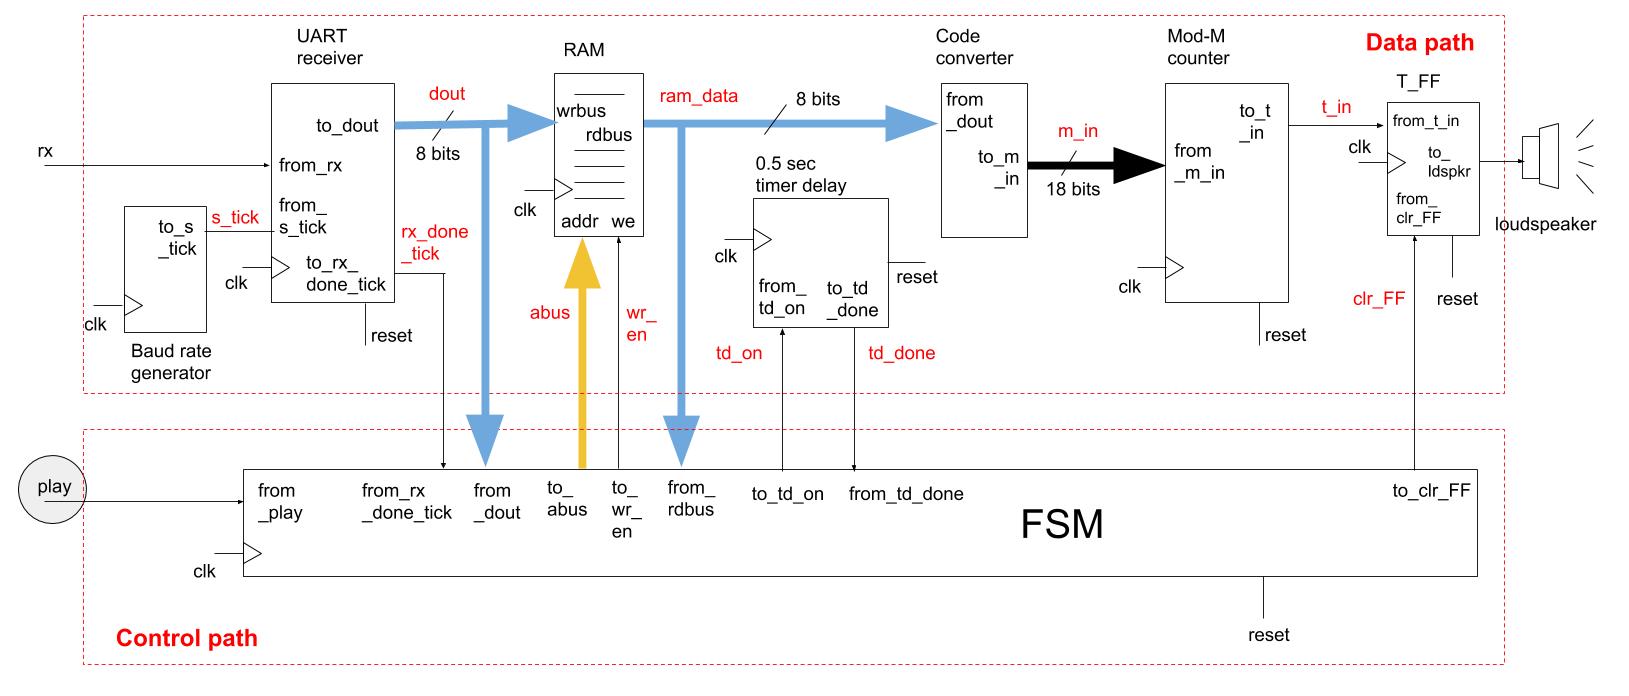 Data path
UART
receiver
RAM
Code
converter
Mod-M
counter
T_FF
rx
to_dout
from_rx
from_
s_tick
to_rx_
done_tick
clk
reset
to_s
_tick
s_tick
clk
Baud rate
generator
dout
8 bits
rx_done
_tick
wrbus
rdbus
clk
addr
we
abus
wr_
en
ram_data
8 bits
0.5 sec
timer delay
clk
from_
td_on
to_td
_done
reset
td_on
td_done
from
_dout
to_m
_in
m_in
18 bits
from
_m_in
to_t
_in
clk
reset
t_in
from_t_in
clk
to_
ldspkr
from_
clr_FF
clr_FF
reset
loudspeaker
play
from
_play
from_rx
_done_tick
from
_dout
to_
abus
to_
wr_
en
from_
rdbus
to_td_on
from_td_done
to_clr_FF
FSM
clk
reset
Control path